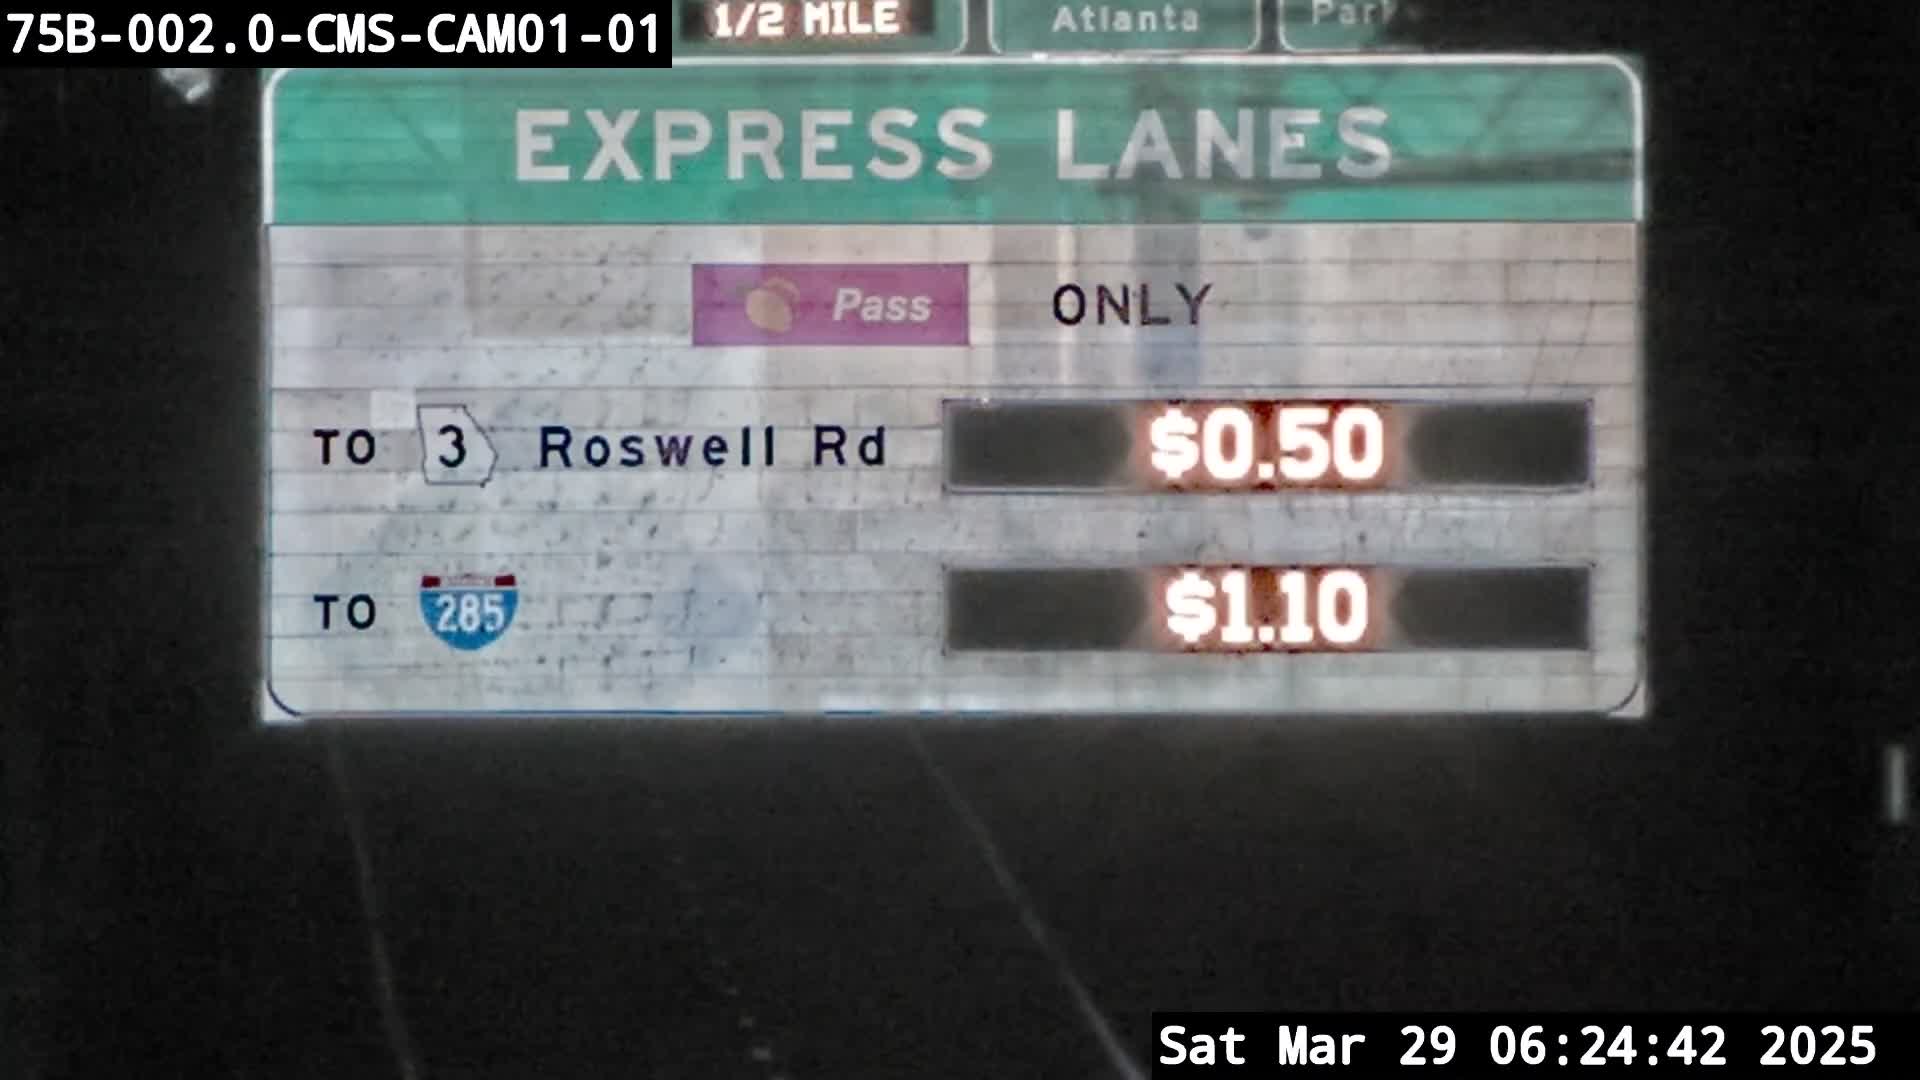 75B-002.0-CMS-CAM01-01
1/2 MILE
Atlanta
EXPRESS LANES
Pass ONLY
TO 3 Roswell Rd $0.50
TO 285 $1.10
Sat Mar 29 06:24:42 2025